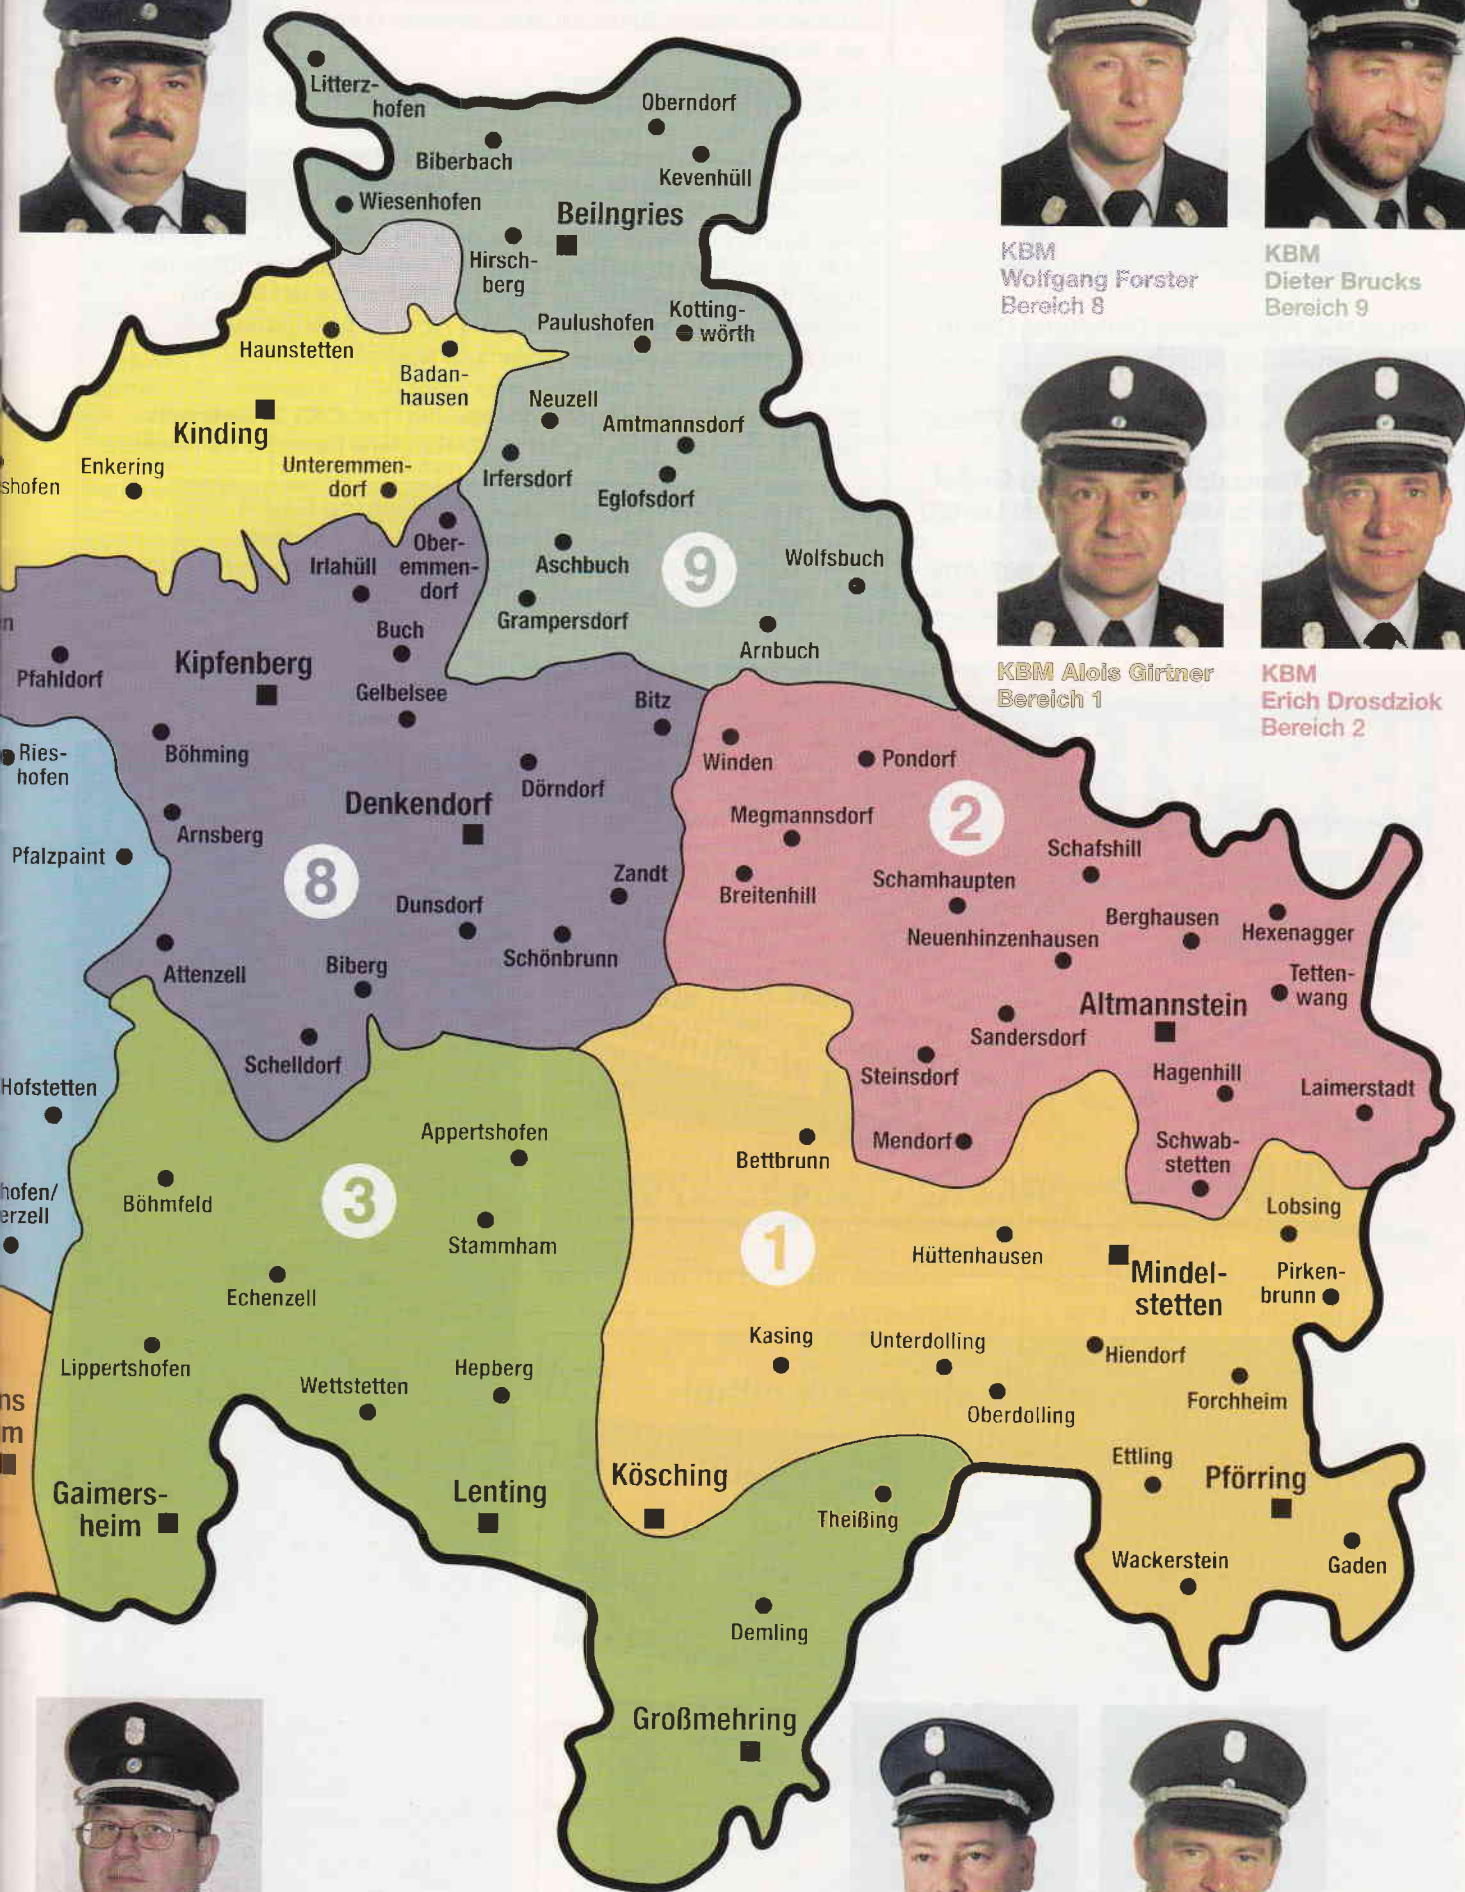 Litterz-
hofen
Oberndorf
Biberbach
Kevenhüll
Wiesenhofen
Beilngries
Hirsch-
berg
KBM
Wolfgang Forster
Bereich 8
KBM
Dieter Brucks
Bereich 9
Kotting-
wörth
Paulushofen
Haunstetten
Badan-
hausen
Neuzell
Kinding
Amtmannsdorf
Enkering
Unteremmen-
dorf
Irfersdorf
shofen
Eglofsdorf
Ober-
emmen-
dorf
Irlahüll
Aschbuch
9
Wolfsbuch
Grampersdorf
Buch
Arnbuch
Kipfenberg
Pfahldorf
KBM Alois Girtner
Bereich 1
KBM
Erich Drosdziok
Bereich 2
Gelbelsee
Bitz
Ries-
hofen
Böhming
Winden
Pondorf
Dörndorf
Denkendorf
Megmannsdorf
2
Arnsberg
Pfalzpaint
Schafshill
8
Zandt
Breitenhill
Schamhaupten
Dunsdorf
Berghausen
Hexenagger
Neuenhinzenhausen
Schönbrunn
Attenzell
Biberg
Tetten-
wang
Altmannstein
Sandersdorf
Schelldorf
Steinsdorf
Hagenhill
Laimerstadt
Hofstetten
Appertshofen
Mendorf
Schwab-
stetten
Bettbrunn
hofen/
erzell
Böhmfeld
3
Lobsing
Stammham
1
Hüttenhausen
Mindel-
stetten
Pirken-
brunn
Echenzell
Kasing
Unterdolling
Hiendorf
Lippertshofen
Hepberg
Wettstetten
Forchheim
ns
m
Oberdolling
Ettling
Kösching
Pförring
Gaimers-
heim
Lenting
Theißing
Wackerstein
Gaden
Demling
Großmehring